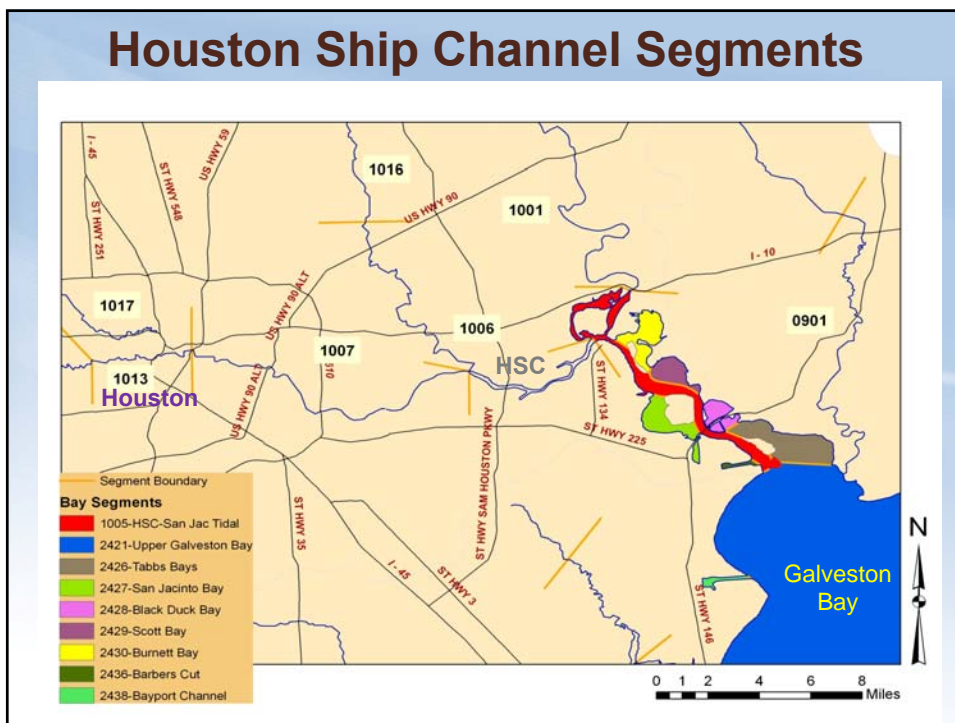 Houston Ship Channel Segments
I - 45
ST HWY 548
US HWY 59
ST HWY 251
1016
US HWY 90
1001
I - 10
1017
US HWY 90 ALT
1006
0901
1007
610
HSC
1013
Houston
US HWY 90 ALT
ST HWY 134
ST HWY 225
ST HWY SAM HOUSTON PKWY
Segment Boundary
Bay Segments
1005-HSC-San Jac Tidal
2421-Upper Galveston Bay
2426-Tabbs Bays
2427-San Jacinto Bay
2428-Black Duck Bay
2429-Scott Bay
2430-Burnett Bay
2436-Barbers Cut
2438-Bayport Channel
ST HWY 35
I - 45
ST HWY 3
ST HWY 146
Galveston
Bay
N
0 1 2 4 6 8
Miles